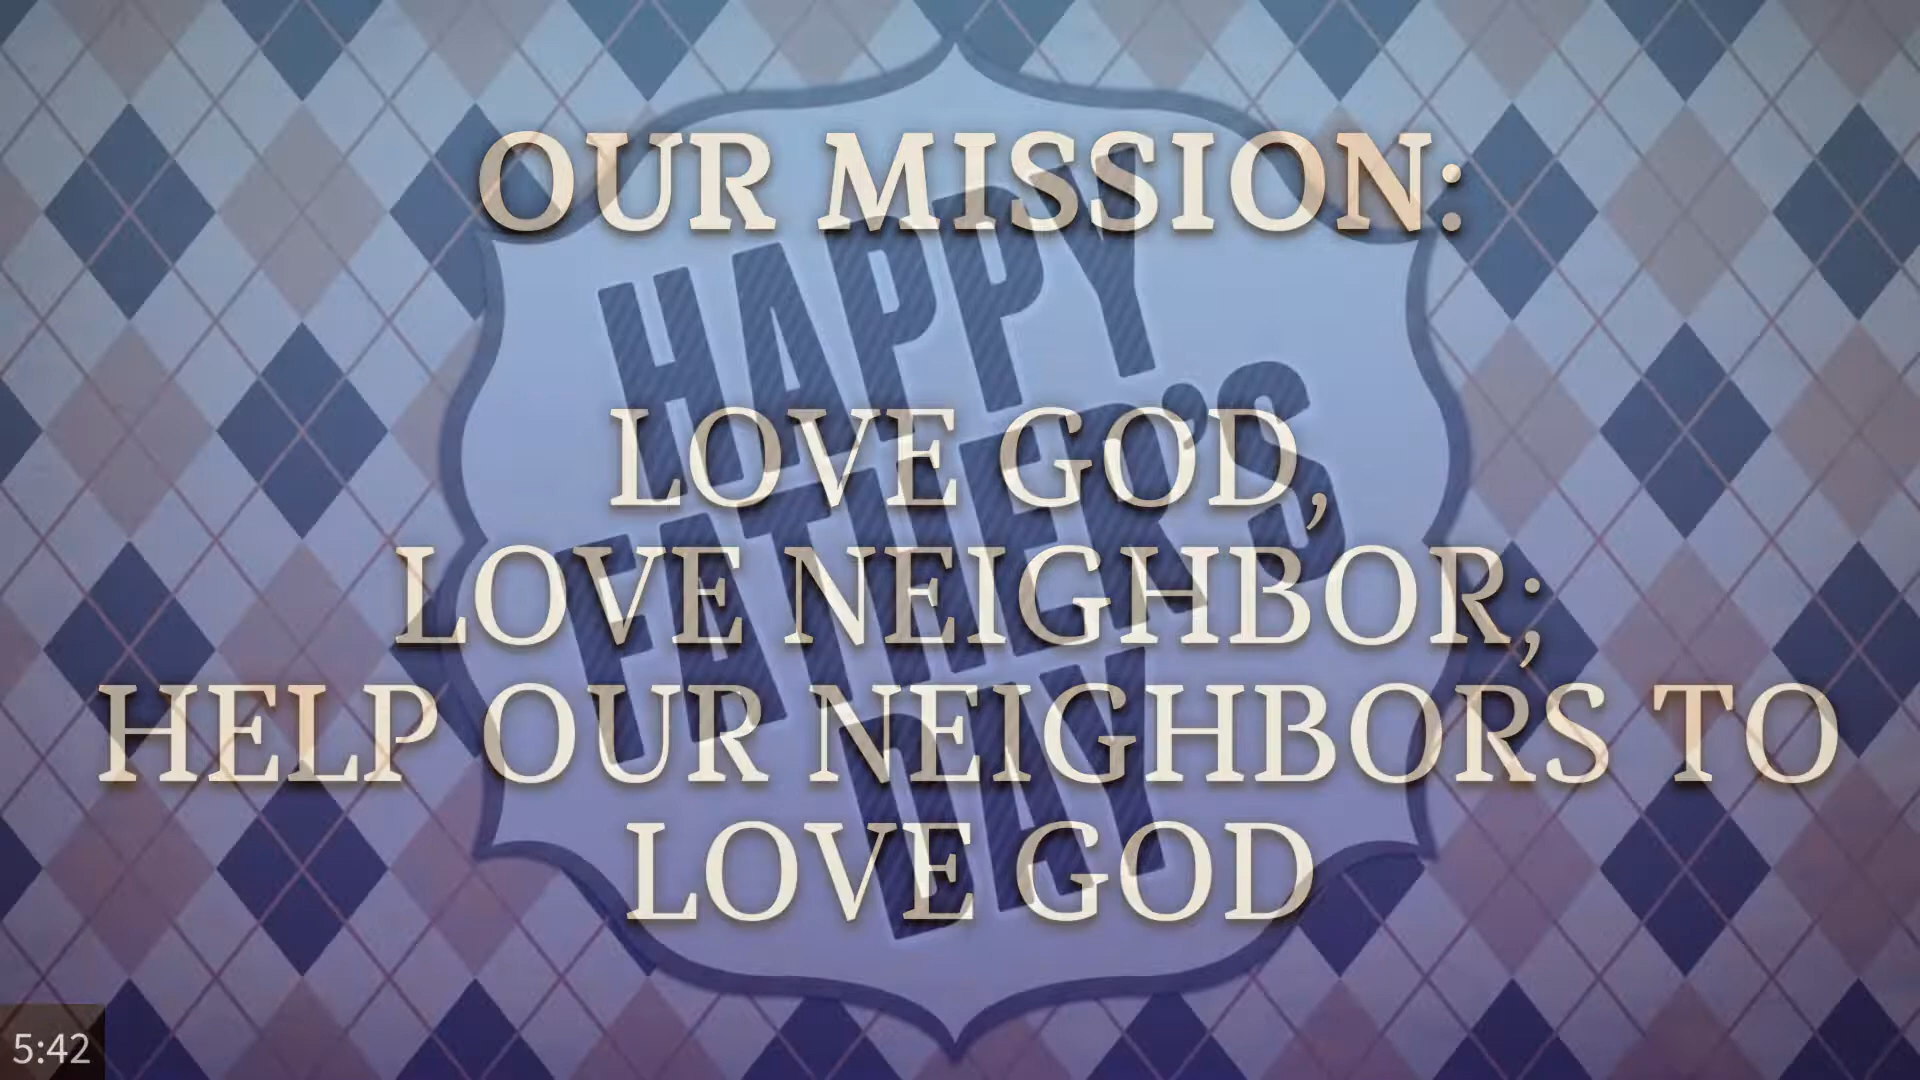 OUR MISSION:
HAPPY
FATHER'S
DAY
LOVE GOD,
LOVE NEIGHBOR;
HELP OUR NEIGHBORS TO
LOVE GOD
5:42